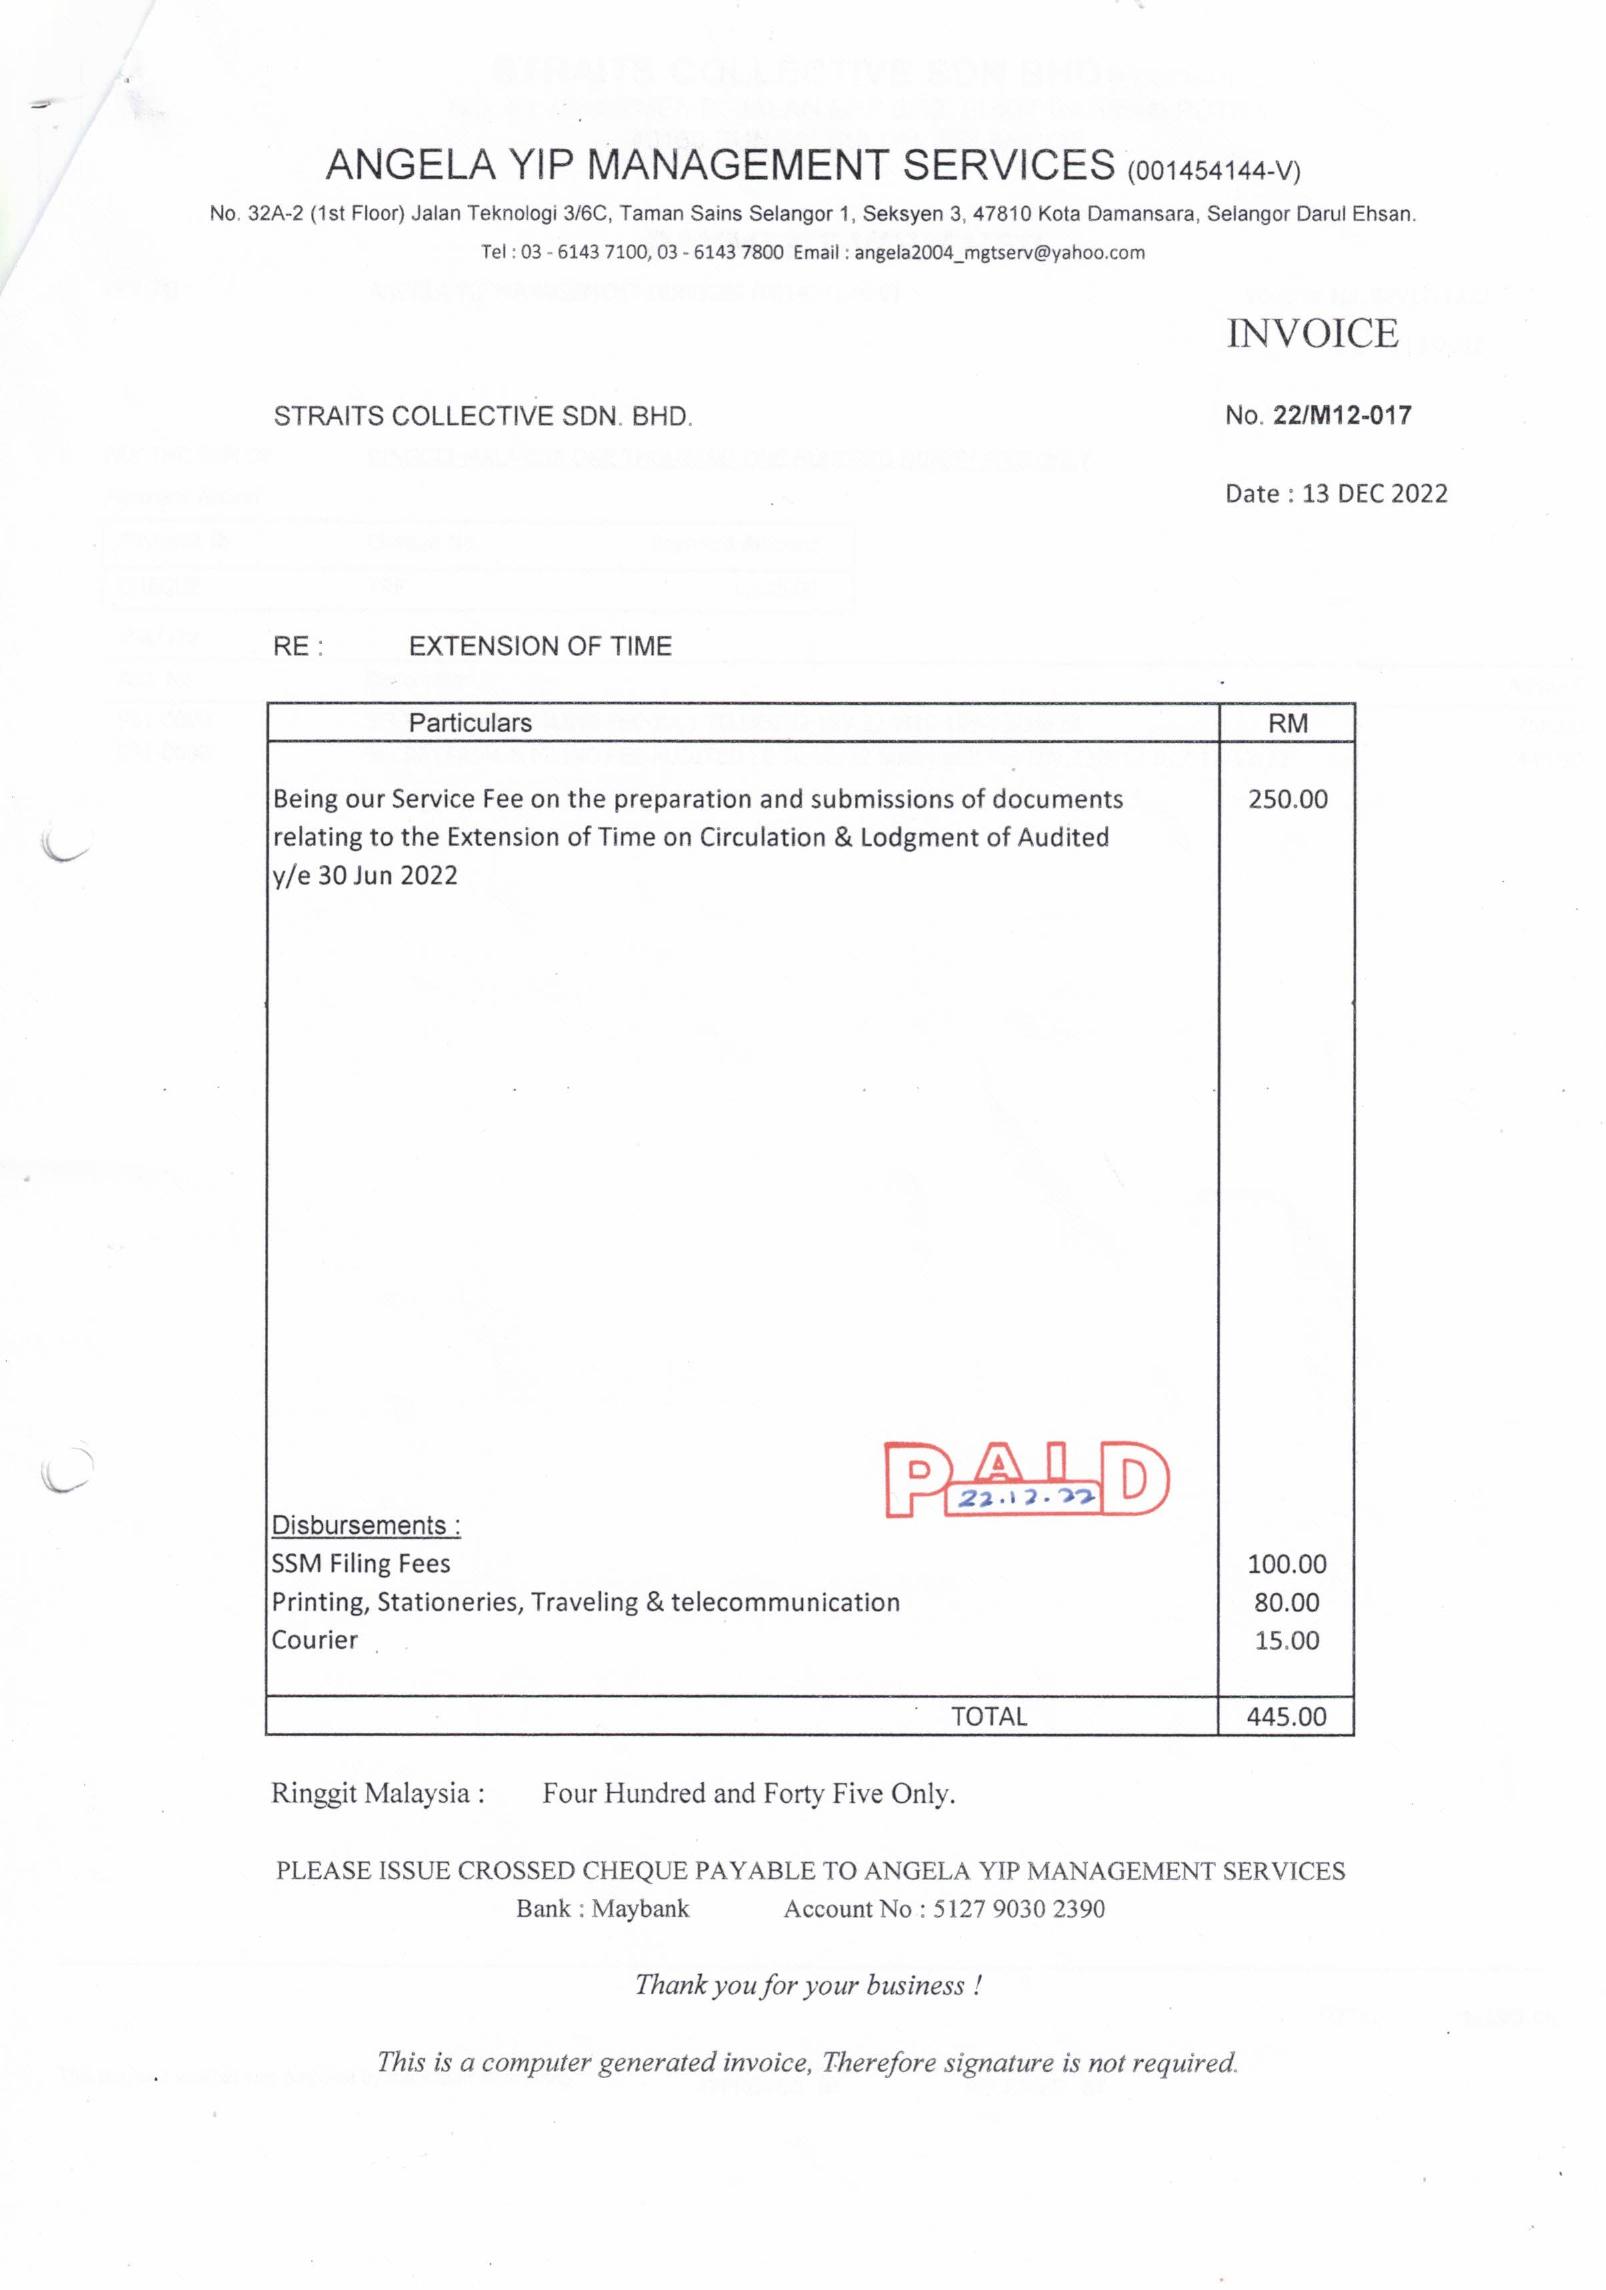 ANGELA YIP MANAGEMENT SERVICES (001454144-V)
No. 32A-2 (1st Floor) Jalan Teknologi 3/6C, Taman Sains Selangor 1, Seksyen 3, 47810 Kota Damansara, Selangor Darul Ehsan.
Tel : 03 - 6143 7100, 03 - 6143 7800 Email : angela2004_mgtserv@yahoo.com
INVOICE
STRAITS COLLECTIVE SDN. BHD. No. 22/M12-017
Date : 13 DEC 2022
RE : EXTENSION OF TIME
Particulars RM
Being our Service Fee on the preparation and submissions of documents 250.00
relating to the Extension of Time on Circulation & Lodgment of Audited
y/e 30 Jun 2022
PAID
22.12.22
Disbursements :
SSM Filing Fees 100.00
Printing, Stationeries, Traveling & telecommunication 80.00
Courier 15.00
TOTAL 445.00
Ringgit Malaysia : Four Hundred and Forty Five Only.
PLEASE ISSUE CROSSED CHEQUE PAYABLE TO ANGELA YIP MANAGEMENT SERVICES
Bank : Maybank Account No : 5127 9030 2390
Thank you for your business !
This is a computer generated invoice, Therefore signature is not required.